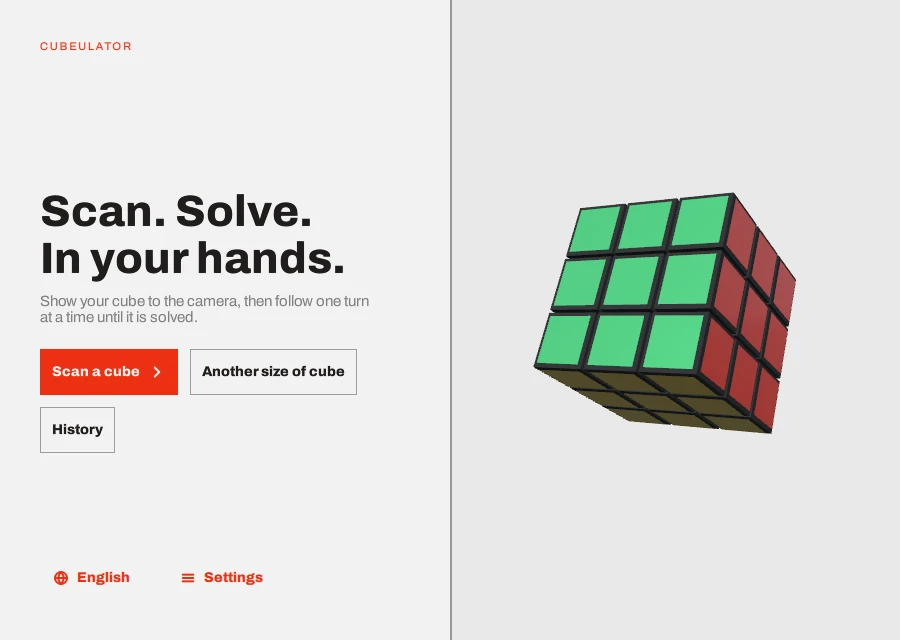 CUBEULATOR
Scan. Solve.
In your hands.
Show your cube to the camera, then follow one turn
at a time until it is solved.
Scan a cube
Another size of cube
History
English
Settings